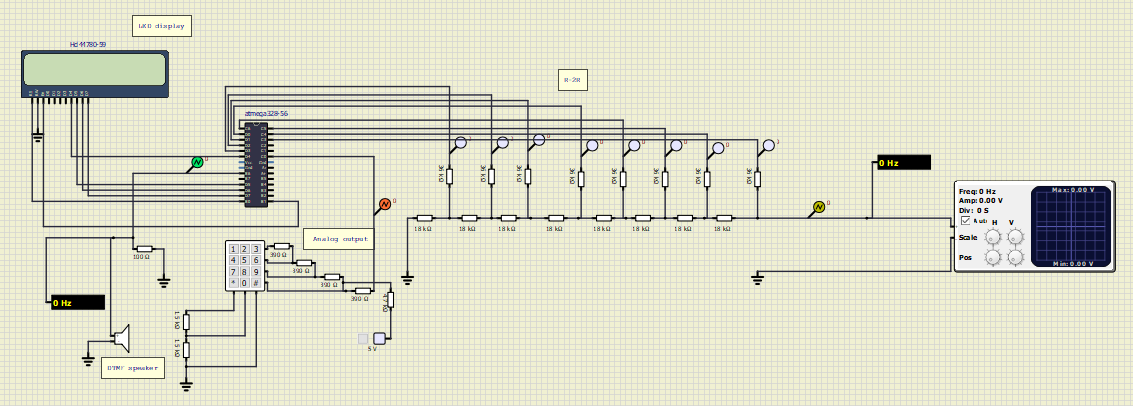 LCD display
Hd44780-59
R-2R
atmega328-56
36 kΩ
36 kΩ
36 kΩ
36 kΩ
36 kΩ
36 kΩ
36 kΩ
36 kΩ
0 Hz
18 kΩ
18 kΩ
18 kΩ
18 kΩ
18 kΩ
18 kΩ
18 kΩ
18 kΩ
Freq: 0 Hz
Amp: 0.00 V
Div: 0 S
Auto
H
V
Scale
Pos
Max: 0.00 V
Min: 0.00 V
Analog output
100 Ω
1 2 3
4 5 6
7 8 9
* 0 #
390 Ω
390 Ω
390 Ω
390 Ω
0 Hz
1.5 kΩ
1.5 kΩ
5 V
DTMF speaker